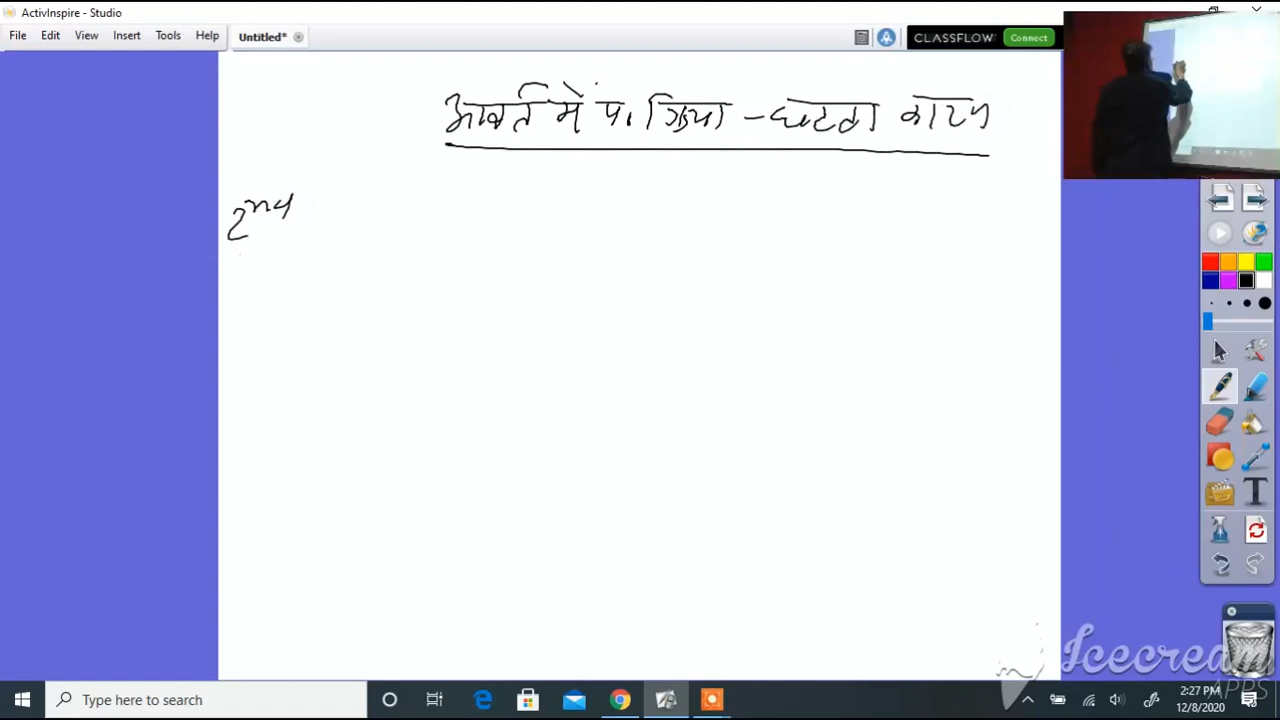 ActivInspire - Studio
File Edit View Insert Tools Help Untitled* CLASSFLOW Connect
आवर्त में प. त्रिज्या - घटता कारण
2nd
T
Icecream
APPS
Type here to search
2:27 PM
12/8/2020